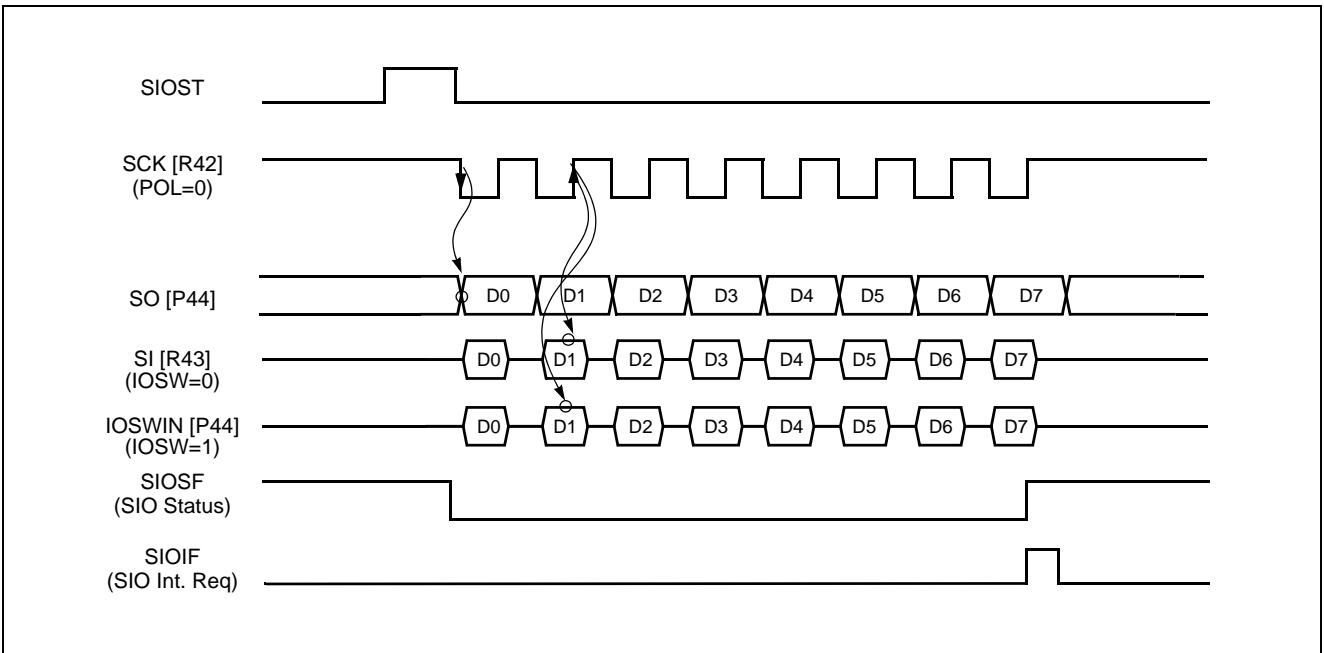 SIOST
SCK [R42]
(POL=0)
SO [P44]
D0 D1 D2 D3 D4 D5 D6 D7
SI [R43]
(IOSW=0)
D0 D1 D2 D3 D4 D5 D6 D7
IOSWIN [P44]
(IOSW=1)
D0 D1 D2 D3 D4 D5 D6 D7
SIOSF
(SIO Status)
SIOIF
(SIO Int. Req)